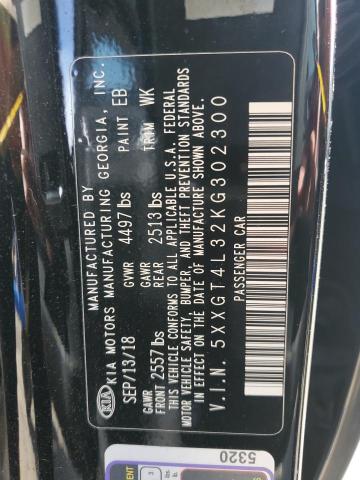 MANUFACTURED BY
KIA KIA MOTORS MANUFACTURING GEORGIA, INC.
SEP/13/18 GVWR 4497 lbs PAINT EB
GAWR FRONT 2557 lbs GAWR REAR 2513 lbs TRIM WK
THIS VEHICLE CONFORMS TO ALL APPLICABLE U.S.A. FEDERAL
MOTOR VEHICLE SAFETY, BUMPER, AND THEFT PREVENTION STANDARDS
IN EFFECT ON THE DATE OF MANUFACTURE SHOWN ABOVE.
V.I.N. 5XXGT4L32KG302300
PASSENGER CAR
5320